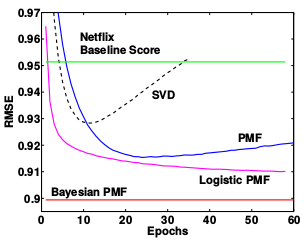 0.97
0.96
0.95
0.94
0.93
0.92
0.91
0.9
RMSE
Netflix
Baseline Score
SVD
PMF
Logistic PMF
Bayesian PMF
0
10
20
30
40
50
60
Epochs